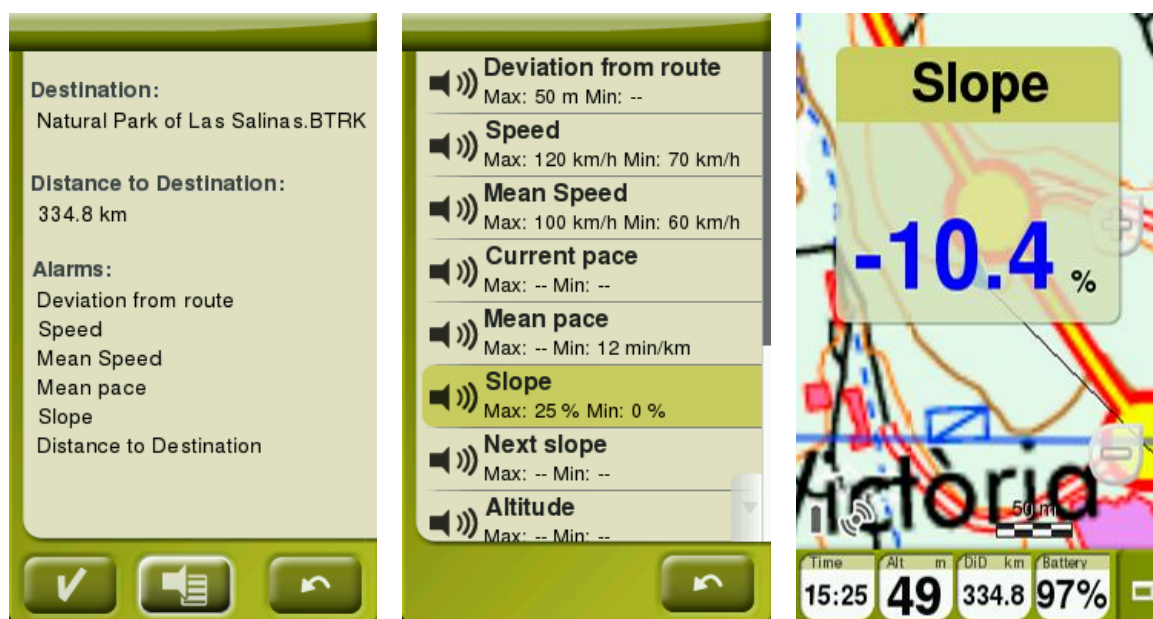 Destination:
Natural Park of Las Salinas.BTRK
Distance to Destination:
334.8 km
Alarms:
Deviation from route
Speed
Mean Speed
Mean pace
Slope
Distance to Destination
Deviation from route
Max: 50 m Min: --
Speed
Max: 120 km/h Min: 70 km/h
Mean Speed
Max: 100 km/h Min: 60 km/h
Current pace
Max: -- Min: --
Mean pace
Max: -- Min: 12 min/km
Slope
Max: 25 % Min: 0 %
Next slope
Max: -- Min: --
Altitude
Max: -- Min: --
Slope
-10.4 %
Victòria
50 m
Time Alt m DiD km Battery
15:25 49 334.8 97%